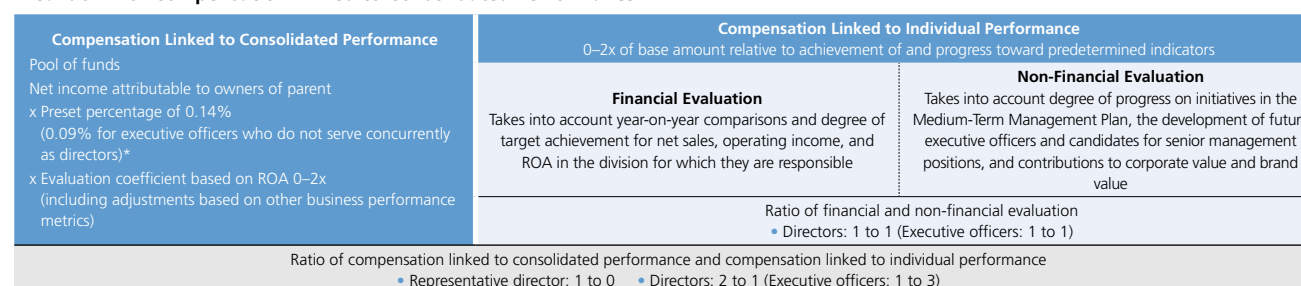 Compensation Linked to Consolidated Performance
Pool of funds
Net income attributable to owners of parent
x Preset percentage of 0.14%
(0.09% for executive officers who do not serve concurrently
as directors)*
x Evaluation coefficient based on ROA 0–2x
(including adjustments based on other business performance
metrics)
Compensation Linked to Individual Performance
0–2x of base amount relative to achievement of and progress toward predetermined indicators
Financial Evaluation
Takes into account year-on-year comparisons and degree of
target achievement for net sales, operating income, and
ROA in the division for which they are responsible
Non-Financial Evaluation
Takes into account degree of progress on initiatives in the
Medium-Term Management Plan, the development of futur
executive officers and candidates for senior management
positions, and contributions to corporate value and brand
value
Ratio of financial and non-financial evaluation
• Directors: 1 to 1 (Executive officers: 1 to 1)
Ratio of compensation linked to consolidated performance and compensation linked to individual performance
• Representative director: 1 to 0 • Directors: 2 to 1 (Executive officers: 1 to 3)